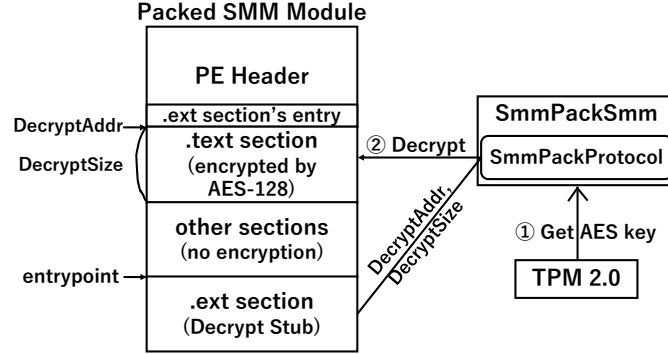 Packed SMM Module
PE Header
.ext section's entry
DecryptAddr
DecryptSize
.text section
(encrypted by
AES-128)
other sections
(no encryption)
entrypoint
.ext section
(Decrypt Stub)
② Decrypt
DecryptAddr,
DecryptSize
SmmPackSmm
SmmPackProtocol
① Get AES key
TPM 2.0